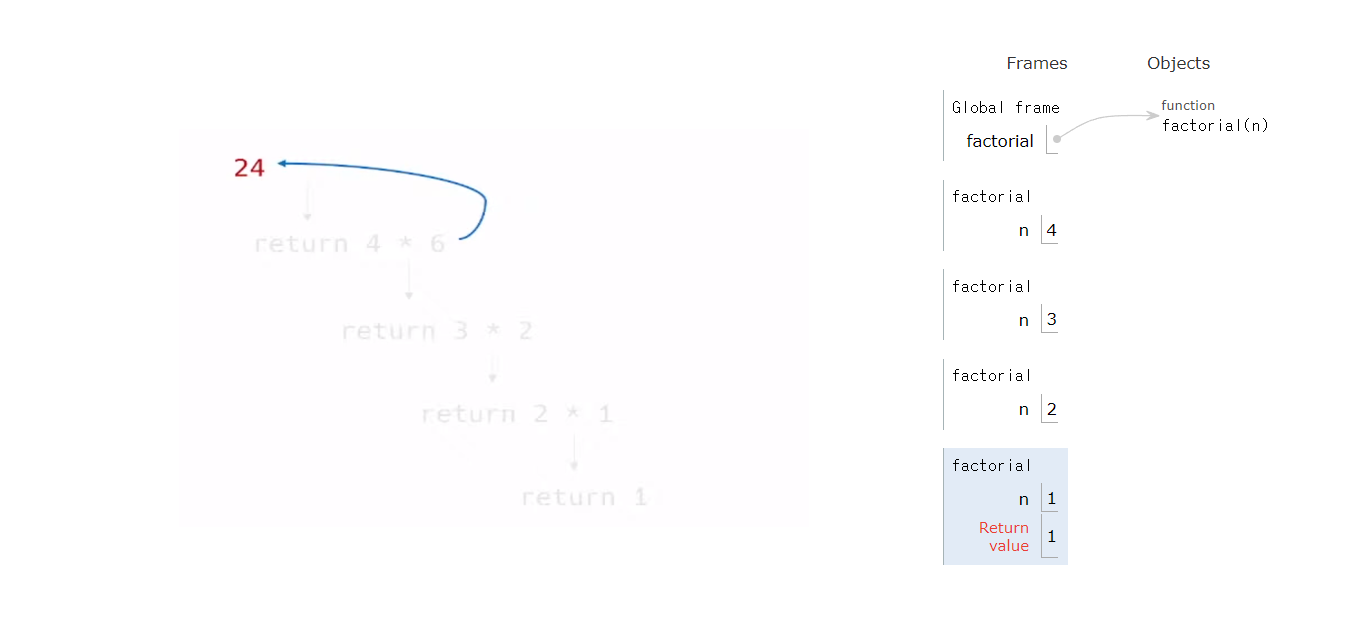 24
return 4 * 6
return 3 * 2
return 2 * 1
return 1
Frames
Objects
Global frame
factorial
function
factorial(n)
factorial
n 4
factorial
n 3
factorial
n 2
factorial
n 1
Return
value 1